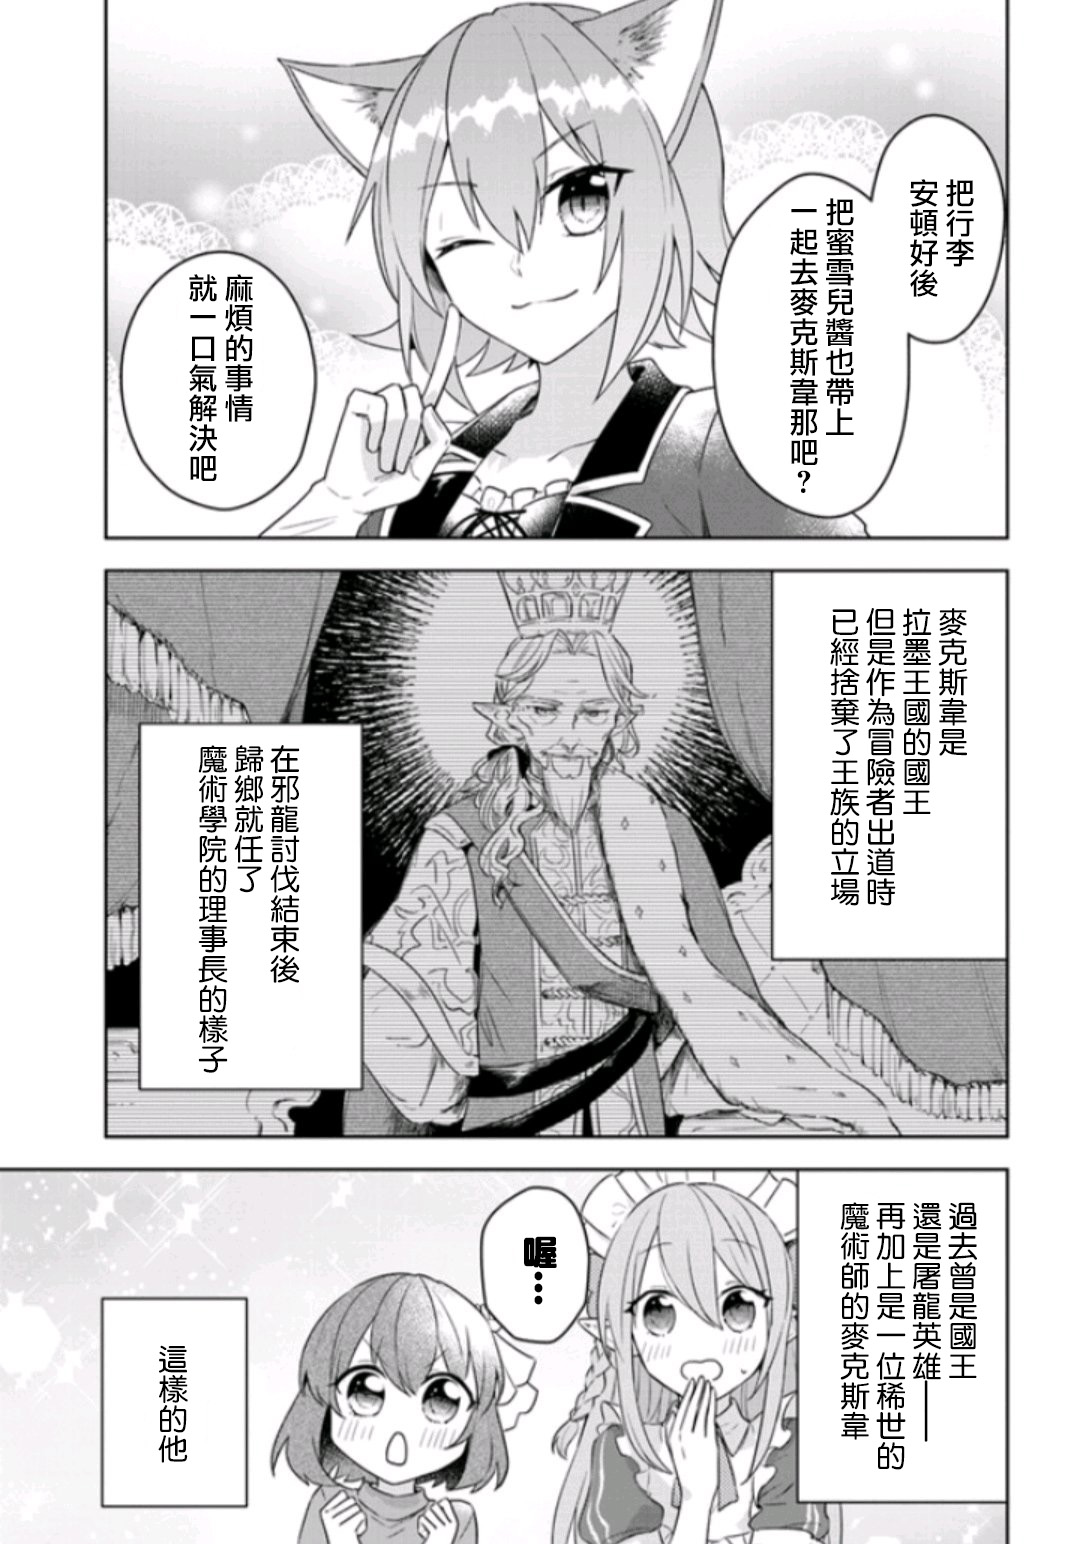 把行李
安頓好後
把蜜雪兒醬也帶上
一起去麥克斯韋那吧?
麻煩的事情
就一口氣解決吧
麥克斯韋是
拉墨王國的國王
但是作為冒險者出道時
已經捨棄了王族的立場
在邪龍討伐結束後
歸鄉就任了
魔術學院的理事長的樣子
過去曾是國王
還是屠龍英雄——
再加上是一位稀世的
魔術師的麥克斯韋
喔…
這樣的他